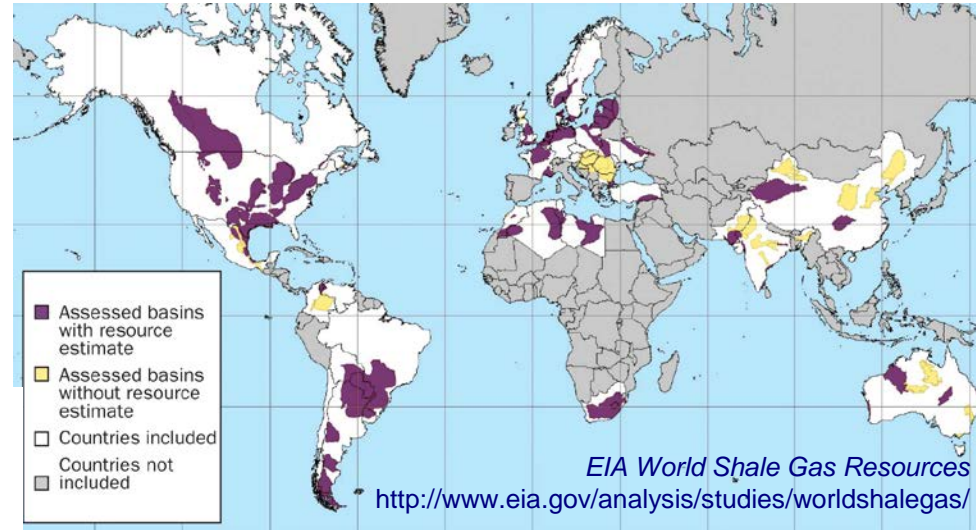 Assessed basins
with resource
estimate
Assessed basins
without resource
estimate
Countries included
Countries not
included
EIA World Shale Gas Resources
http://www.eia.gov/analysis/studies/worldshalegas/